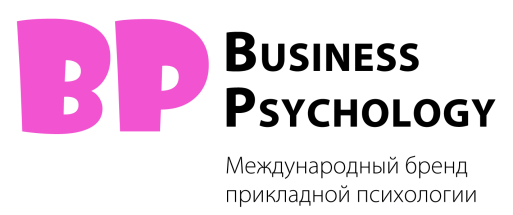 BP
BUSINESS
PSYCHOLOGY
Международный бренд
прикладной психологии